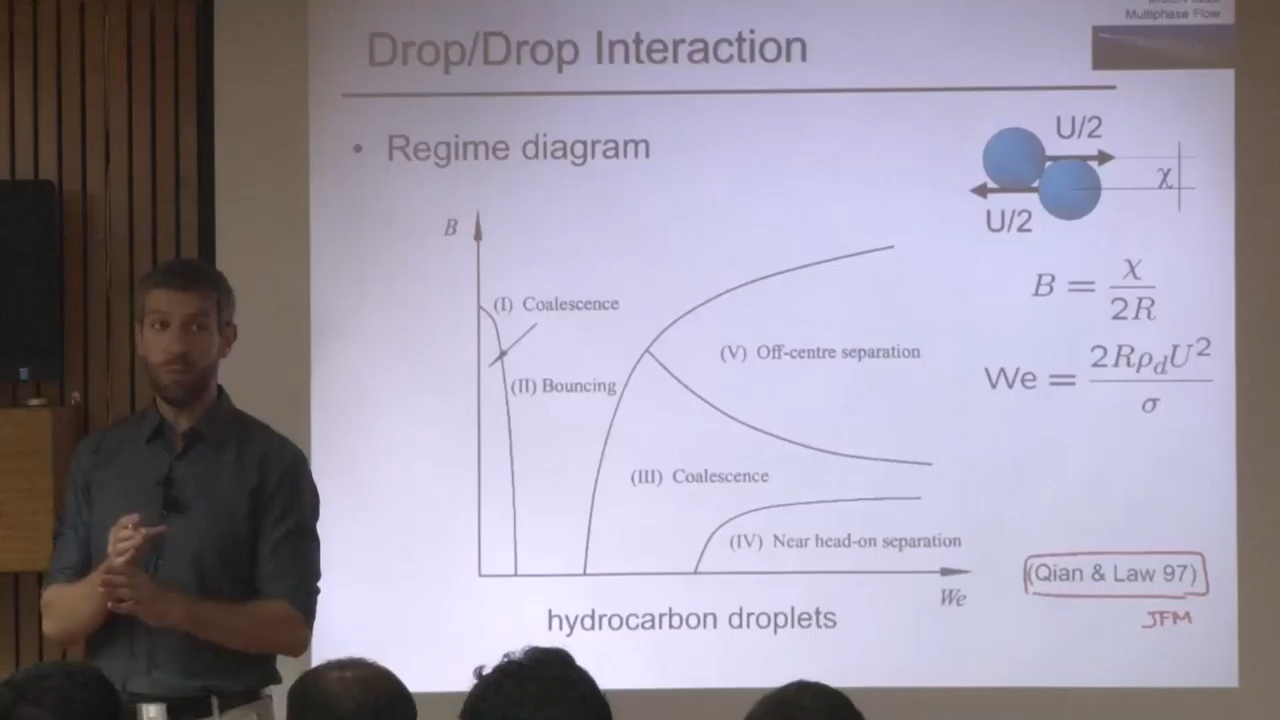 Multiphase Flow
Drop/Drop Interaction
• Regime diagram
U/2
χ
U/2
B
(I) Coalescence
(II) Bouncing
(V) Off-centre separation
(III) Coalescence
(IV) Near head-on separation
We
B = χ / 2R
We = 2Rρ_dU² / σ
hydrocarbon droplets
(Qian & Law 97)
JFM